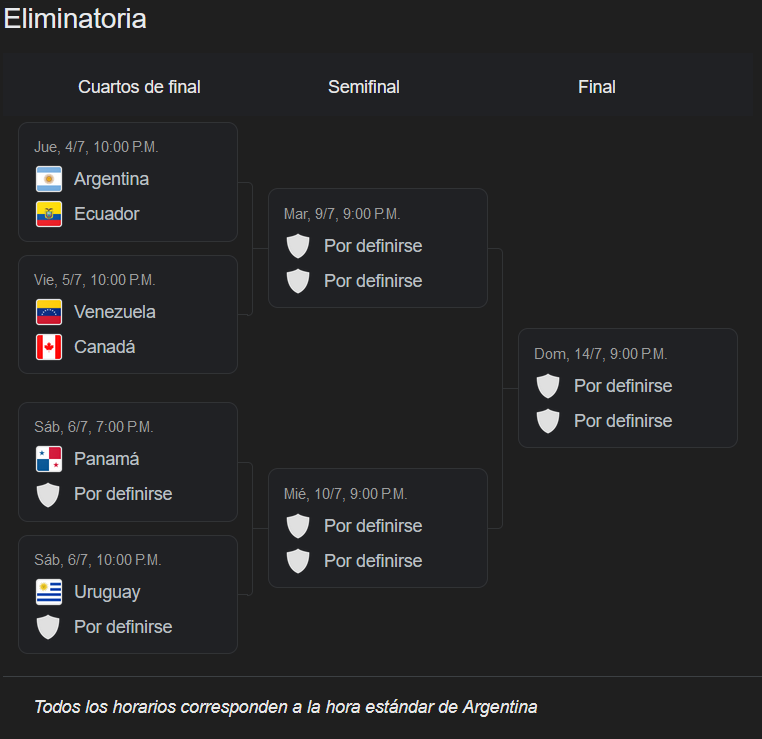 Eliminatoria
Cuartos de final
Semifinal
Final
Jue, 4/7, 10:00 P.M.
Argentina
Ecuador
Vie, 5/7, 10:00 P.M.
Venezuela
Canadá
Sáb, 6/7, 7:00 P.M.
Panamá
Por definirse
Sáb, 6/7, 10:00 P.M.
Uruguay
Por definirse
Mar, 9/7, 9:00 P.M.
Por definirse
Por definirse
Mié, 10/7, 9:00 P.M.
Por definirse
Por definirse
Dom, 14/7, 9:00 P.M.
Por definirse
Por definirse
Todos los horarios corresponden a la hora estándar de Argentina